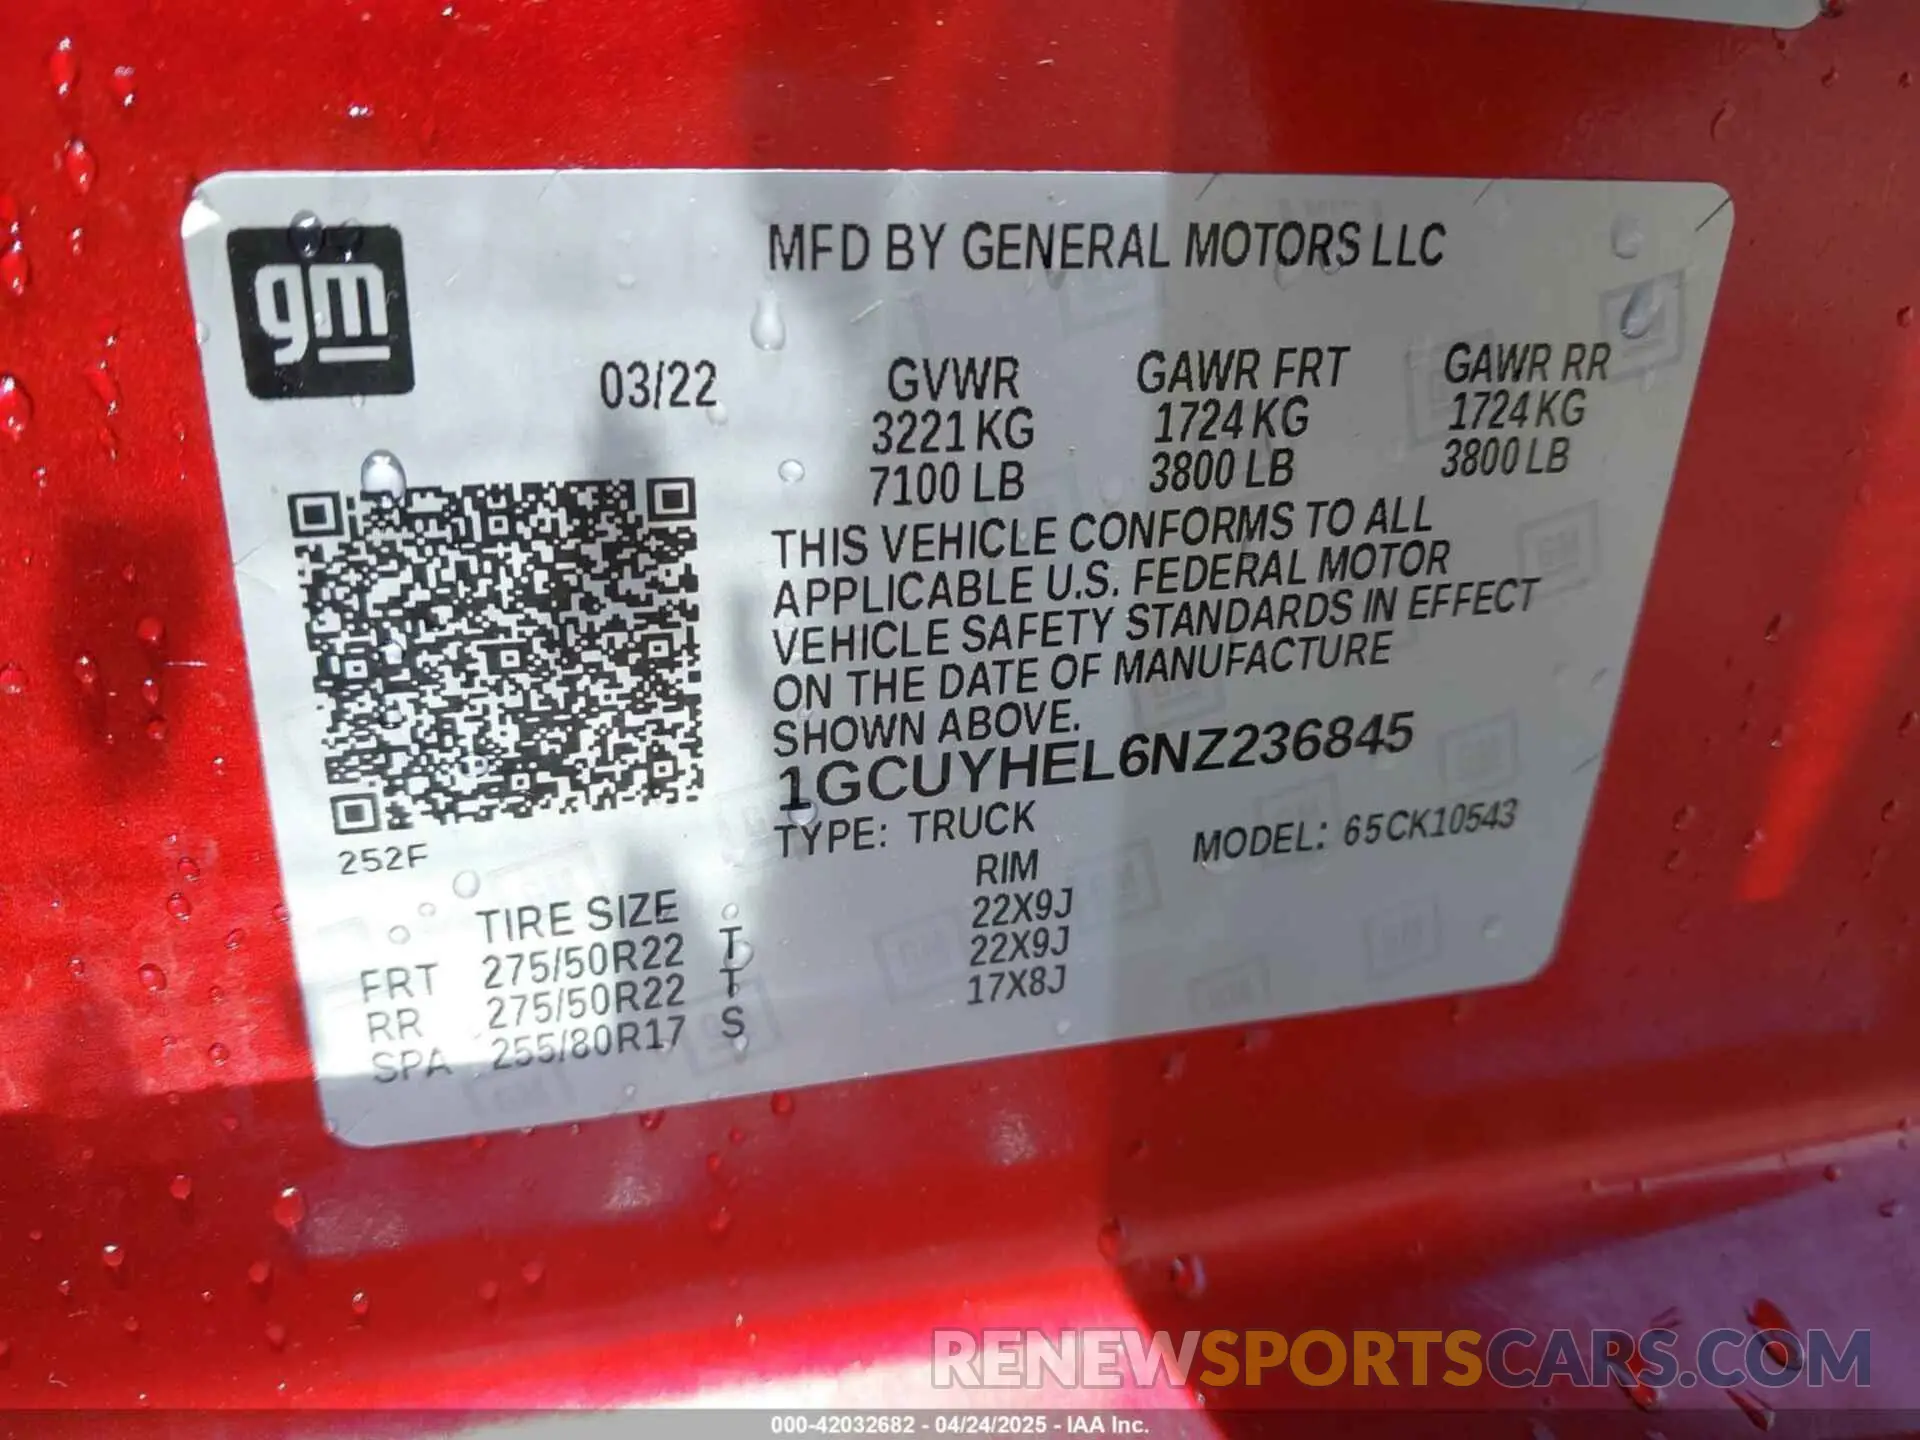 MFD BY GENERAL MOTORS LLC
gm
03/22
GVWR GAWR FRT GAWR RR
3221 KG 1724 KG 1724 KG
7100 LB 3800 LB 3800 LB
THIS VEHICLE CONFORMS TO ALL
APPLICABLE U.S. FEDERAL MOTOR
VEHICLE SAFETY STANDARDS IN EFFECT
ON THE DATE OF MANUFACTURE
SHOWN ABOVE.
1GCUYHEL6NZ236845
TYPE: TRUCK MODEL: 65CK10543
252F
TIRE SIZE RIM
FRT 275/50R22 T 22X9J
RR 275/50R22 T 22X9J
SPA 255/80R17 S 17X8J
RENEWSPORTSCARS.COM
000-42032682 - 04/24/2025 - IAA Inc.